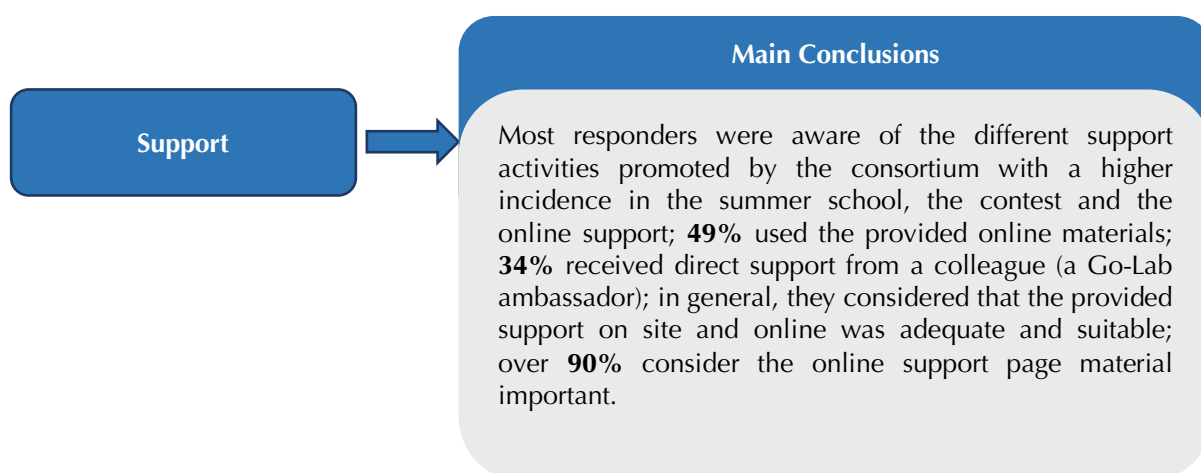 Main Conclusions
Support
Most responders were aware of the different support
activities promoted by the consortium with a higher
incidence in the summer school, the contest and the
online support; 49% used the provided online materials;
34% received direct support from a colleague (a Go-Lab
ambassador); in general, they considered that the provided
support on site and online was adequate and suitable;
over 90% consider the online support page material
important.